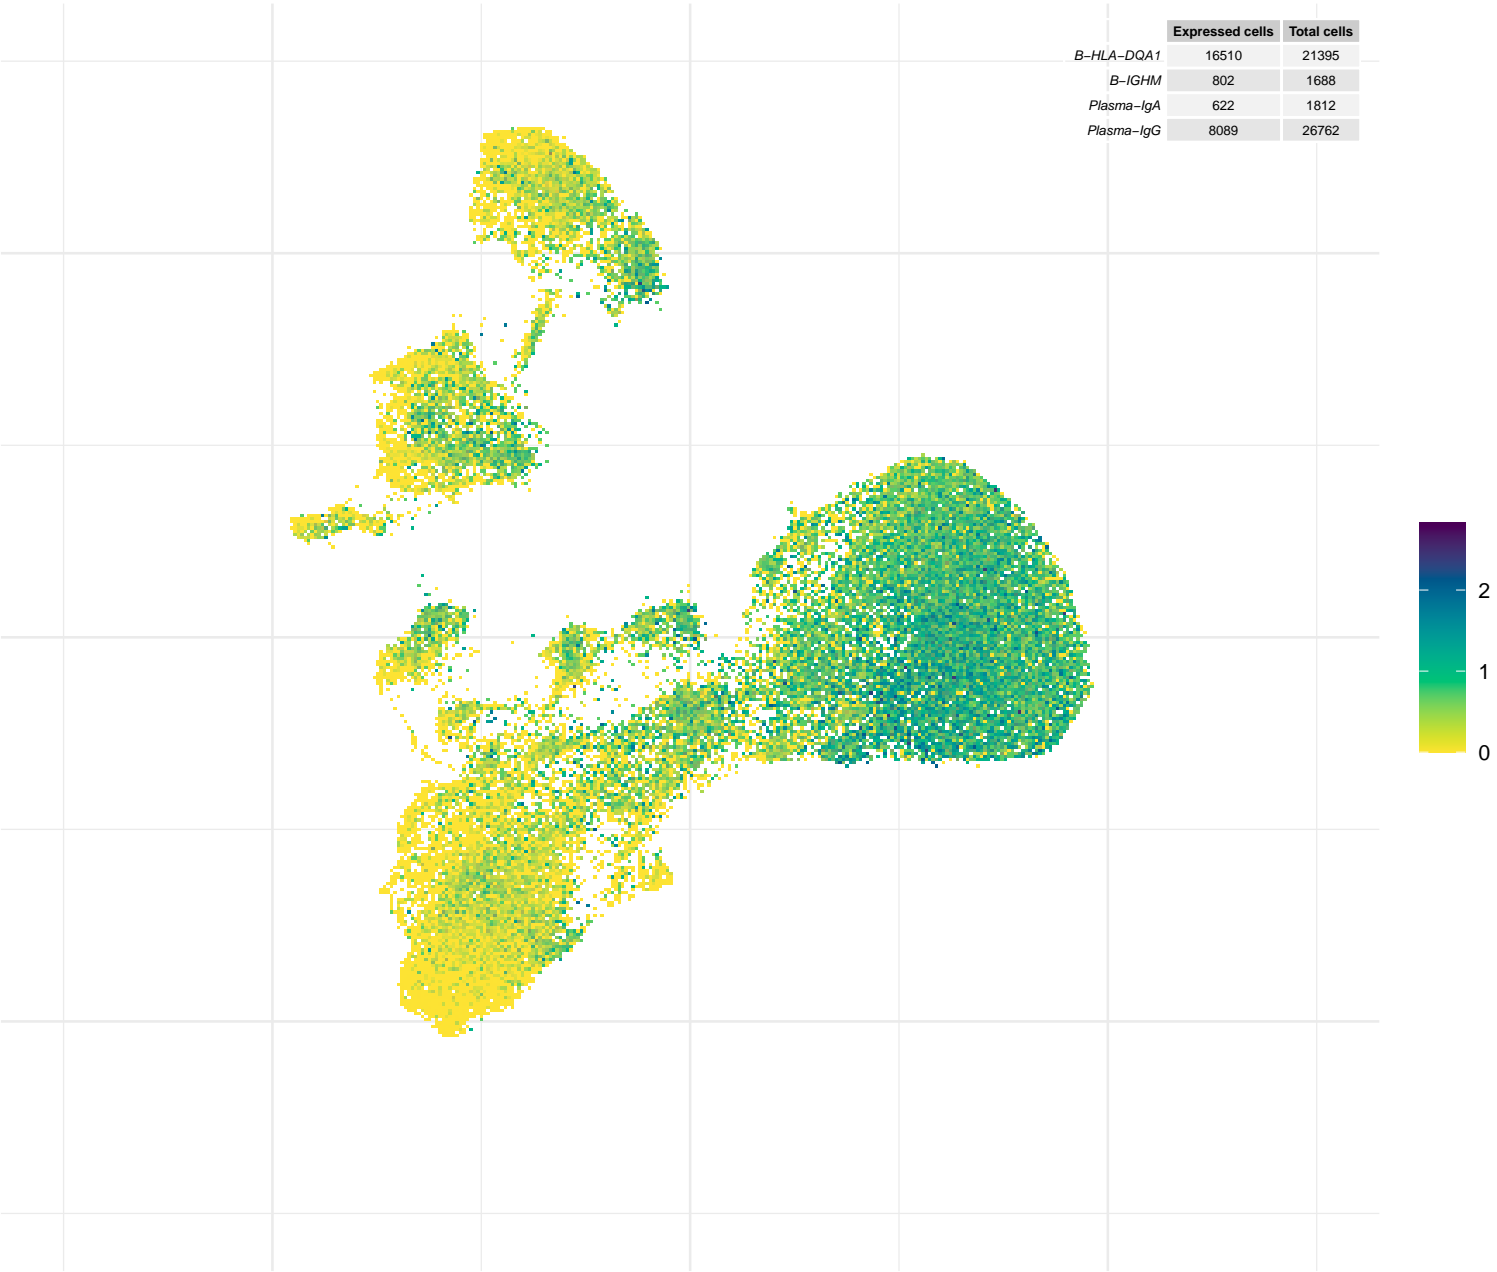 Expressed cells Total cells
B−HLA−DQA1 16510 21395
B−IGHM 802 1688
Plasma−IgA 622 1812
Plasma−IgG 8089 26762
2
1
0